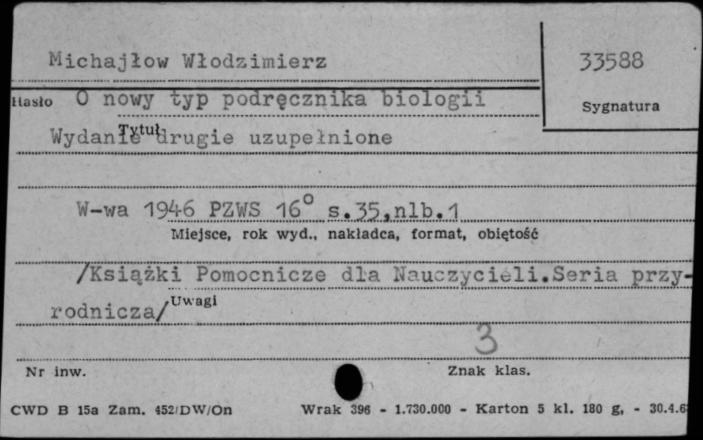 Michajłow Włodzimierz 33588
Hasło O nowy typ podręcznika biologii Sygnatura
Tytuł
Wydanie drugie uzupełnione
W-wa 1946 PZWS 16° s.35,nlb.1
Miejsce, rok wyd., nakładca, format, objętość
/Książki Pomocnicze dla Nauczycieli.Seria przy-
rodnicza/ Uwagi
3
Nr inw. Znak klas.
CWD B 15a Zam. 452/DW/On Wrak 396 - 1.730.000 - Karton 5 kl. 180 g, - 30.4.6